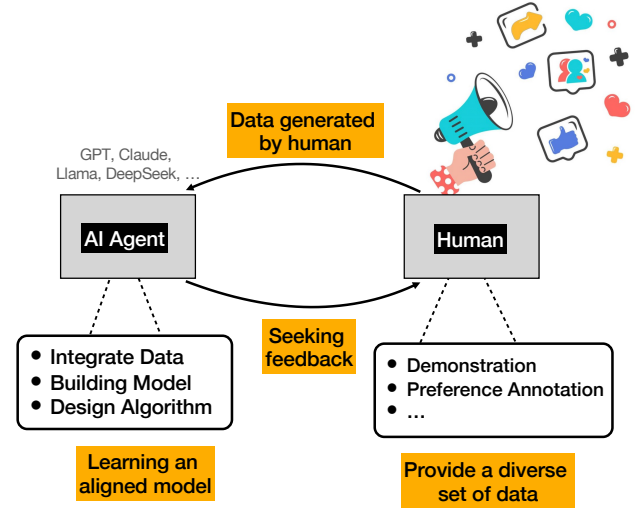 Data generated
by human
GPT, Claude,
Llama, DeepSeek, ...
AI Agent
Human
Seeking
feedback
• Integrate Data
• Building Model
• Design Algorithm
• Demonstration
• Preference Annotation
• ...
Learning an
aligned model
Provide a diverse
set of data